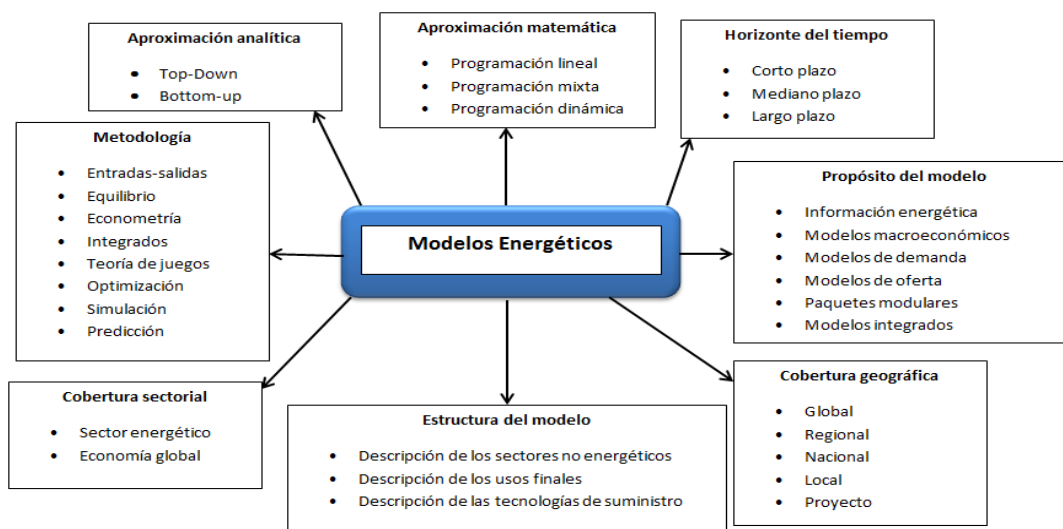 Aproximación analítica
• Top-Down
• Bottom-up
Aproximación matemática
• Programación lineal
• Programación mixta
• Programación dinámica
Horizonte del tiempo
• Corto plazo
• Mediano plazo
• Largo plazo
Metodología
• Entradas-salidas
• Equilibrio
• Econometría
• Integrados
• Teoría de juegos
• Optimización
• Simulación
• Predicción
Modelos Energéticos
Propósito del modelo
• Información energética
• Modelos macroeconómicos
• Modelos de demanda
• Modelos de oferta
• Paquetes modulares
• Modelos integrados
Cobertura sectorial
• Sector energético
• Economía global
Estructura del modelo
• Descripción de los sectores no energéticos
• Descripción de los usos finales
• Descripción de las tecnologías de suministro
Cobertura geográfica
• Global
• Regional
• Nacional
• Local
• Proyecto